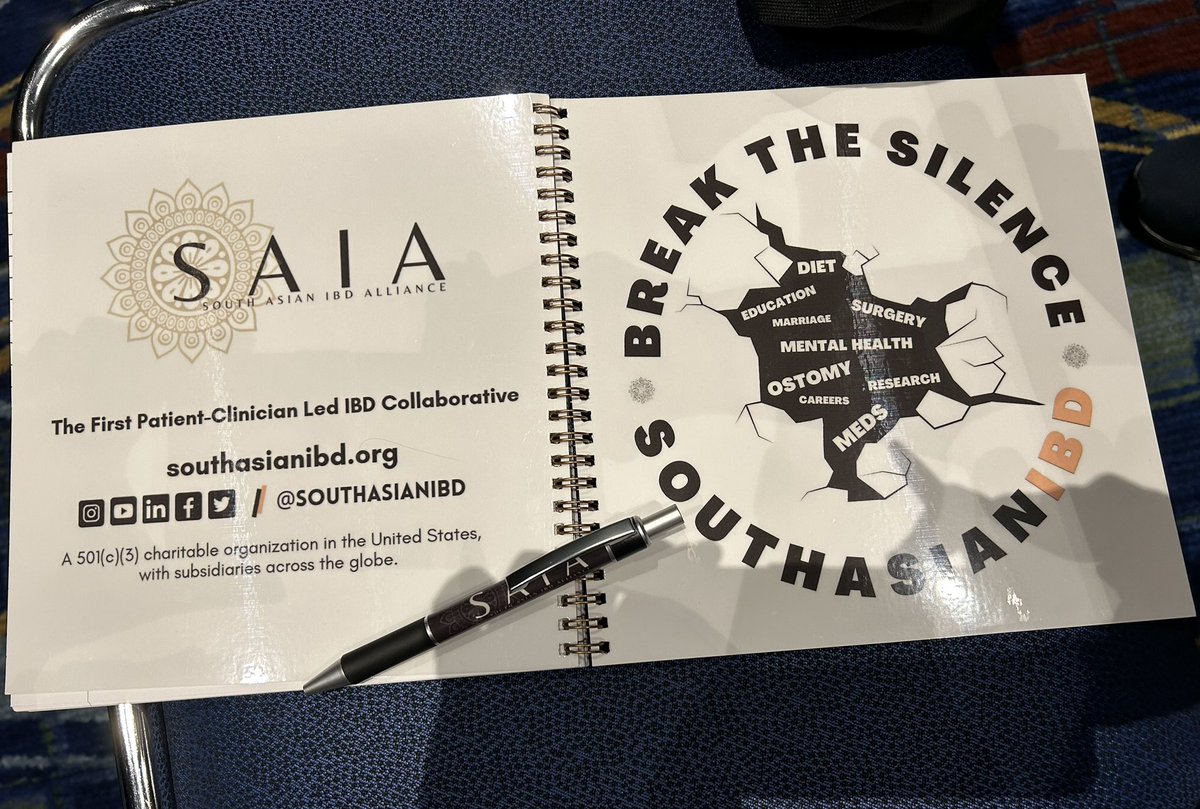 SAIA
SOUTH ASIAN IBD ALLIANCE
The First Patient-Clinician Led IBD Collaborative
southasianibd.org
/ @SOUTHASIANIBD
A 501(c)(3) charitable organization in the United States,
with subsidiaries across the globe.
SAIA
BREAK THE SILENCE
DIET
EDUCATION
SURGERY
MARRIAGE
MENTAL HEALTH
OSTOMY
RESEARCH
CAREERS
MEDS
SOUTHASIANIBD